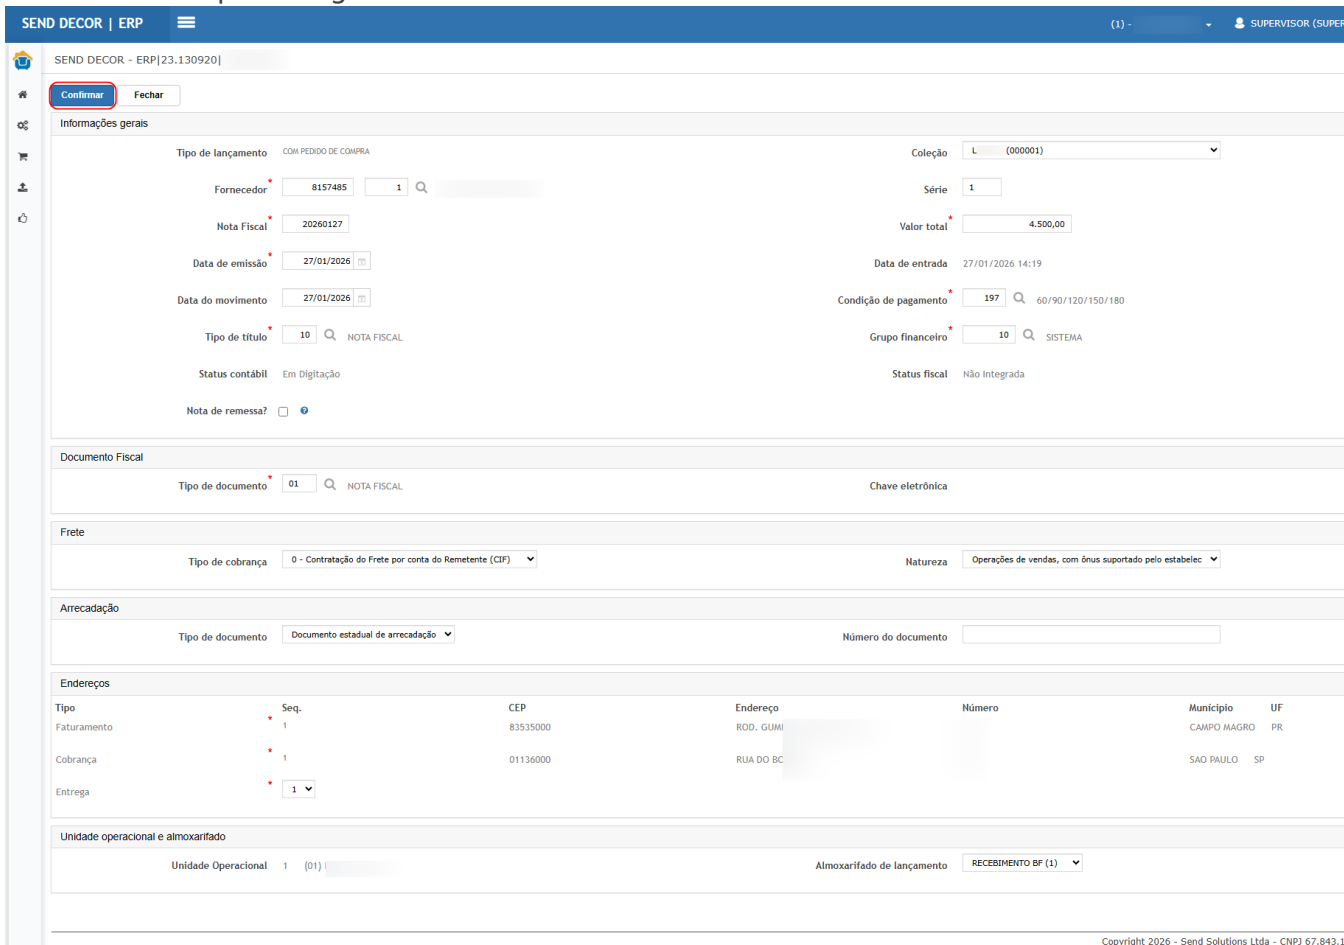 SEND DECOR | ERP (1) - SUPERVISOR (SUPER
SEND DECOR - ERP|23.130920|
Confirmar Fechar
Informações gerais
Tipo de lançamento COM PEDIDO DE COMPRA Coleção L (000001)
Fornecedor* 8157485 1 Série 1
Nota Fiscal* 20260127 Valor total* 4.500,00
Data de emissão* 27/01/2026 Data de entrada 27/01/2026 14:19
Data do movimento 27/01/2026 Condição de pagamento* 197 60/90/120/150/180
Tipo de título* 10 NOTA FISCAL Grupo financeiro* 10 SISTEMA
Status contábil Em Digitação Status fiscal Não Integrada
Nota de remessa?
Documento Fiscal
Tipo de documento* 01 NOTA FISCAL Chave eletrônica
Frete
Tipo de cobrança 0 - Contratação do Frete por conta do Remetente (CIF) Natureza Operações de vendas, com ônus suportado pelo estabelec
Arrecadação
Tipo de documento Documento estadual de arrecadação Número do documento
Endereços
Tipo Seq. CEP Endereço Número Município UF
Faturamento * 1 83535000 ROD. GUM CAMPO MAGRO PR
Cobrança * 1 01136000 RUA DO BO SAO PAULO SP
Entrega * 1
Unidade operacional e almoxarifado
Unidade Operacional 1 (01) Almoxarifado de lançamento RECEBIMENTO BF (1)
Copyright 2026 - Send Solutions Ltda - CNPJ 67.843.1